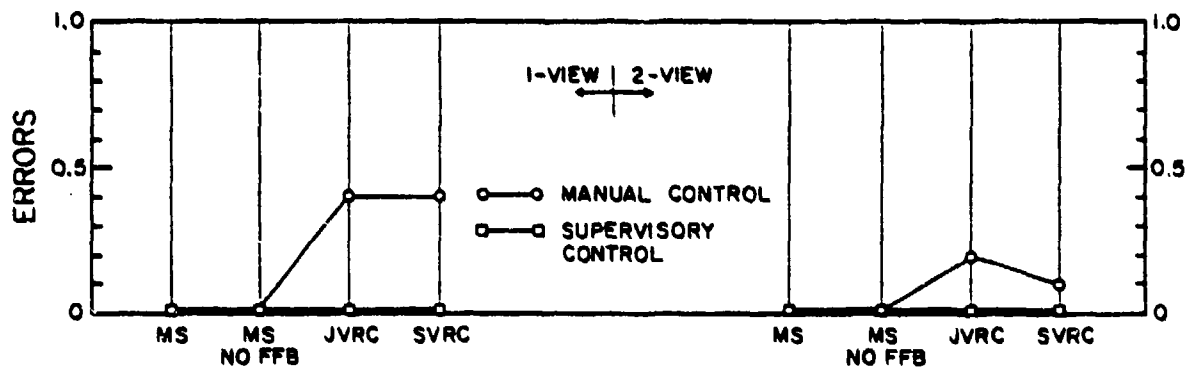 1.0
1.0
1-VIEW 2-VIEW
ERRORS
0.5
0.5
MANUAL CONTROL
SUPERVISORY
CONTROL
0
0
MS MS JVRC SVRC MS MS JVRC SVRC
NO FFB NO FFB